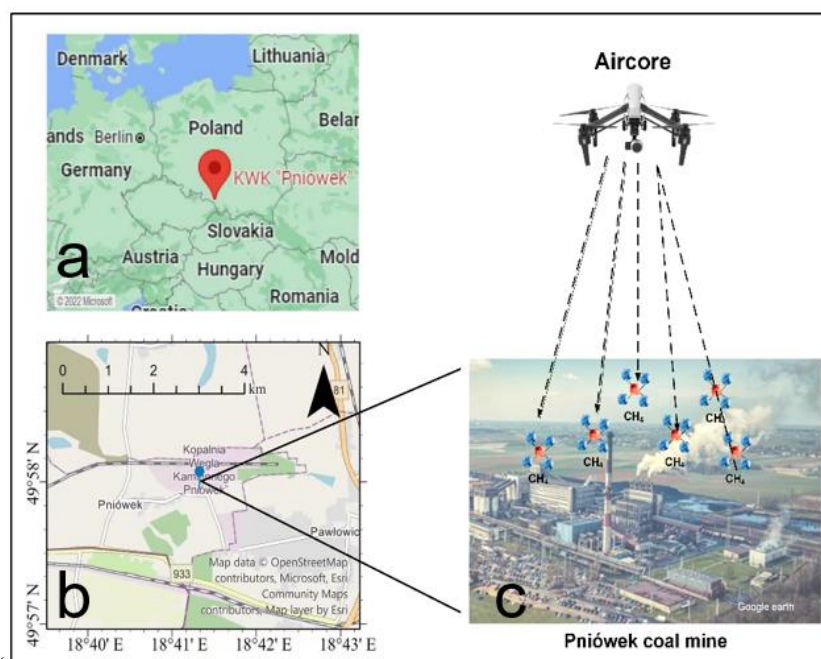 Denmark
Lithuania
ands
Berlin
Poland
Belar
Germany
KWK "Pniówek"
Slovakia
Austria
Mold
Hungary
Romania
Croatia
© 2022 Microsoft
a
N
0 1 2 4
km
81
Kopalnia
Węgla
Kamiennego
Pniówek
Pniówek
Pawłowic
933
Map data © OpenStreetMap
contributors, Microsoft, Esri
Community Maps
contributors, Map layer by Esri
49°58' N
49°57' N
b
18°40' E 18°41' E 18°42' E 18°43' E
Aircore
CH₄
CH₄
CH₄
CH₄
CH₄
CH₄
CH₄
c
Google earth
Pniówek coal mine